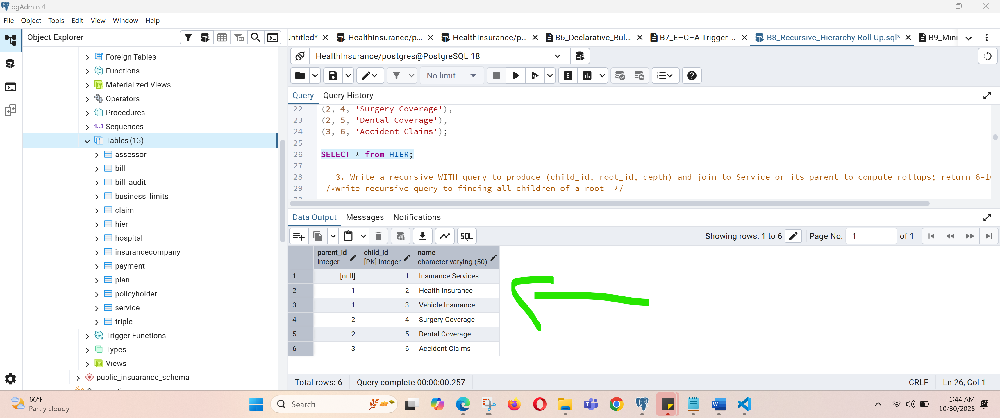 pgAdmin 4
File Object Tools Edit View Window Help
Object Explorer
Foreign Tables
Functions
Materialized Views
Operators
Procedures
1..3 Sequences
Tables (13)
assessor
bill
bill_audit
business_limits
claim
hier
hospital
insurancecompany
payment
plan
policyholder
service
triple
Trigger Functions
Types
Views
public_insuarance_schema
Jntitled* HealthInsurance/p... HealthInsurance/p... B6_Declarative_Rul... B7_E–C–A Trigger ... B8_Recursive_Hierarchy Roll-Up.sql* B9_Mini
HealthInsurance/postgres@PostgreSQL 18
No limit
E
Query Query History
22 (2, 4, 'Surgery Coverage'),
23 (2, 5, 'Dental Coverage'),
24 (3, 6, 'Accident Claims');
25
26 SELECT * from HIER;
27
28 -- 3. Write a recursive WITH query to produce (child_id, root_id, depth) and join to Service or its parent to compute rollups; return 6–1
29 /*write recursive query to finding all children of a root */
Data Output Messages Notifications
SQL Showing rows: 1 to 6 Page No: 1 of 1
parent_id child_id name
integer [PK] integer character varying (50)
1 [null] 1 Insurance Services
2 1 2 Health Insurance
3 1 3 Vehicle Insurance
4 2 4 Surgery Coverage
5 2 5 Dental Coverage
6 3 6 Accident Claims
Total rows: 6 Query complete 00:00:00.257 CRLF Ln 26, Col 1
66°F
Partly cloudy
Search
1:44 AM
10/30/2025